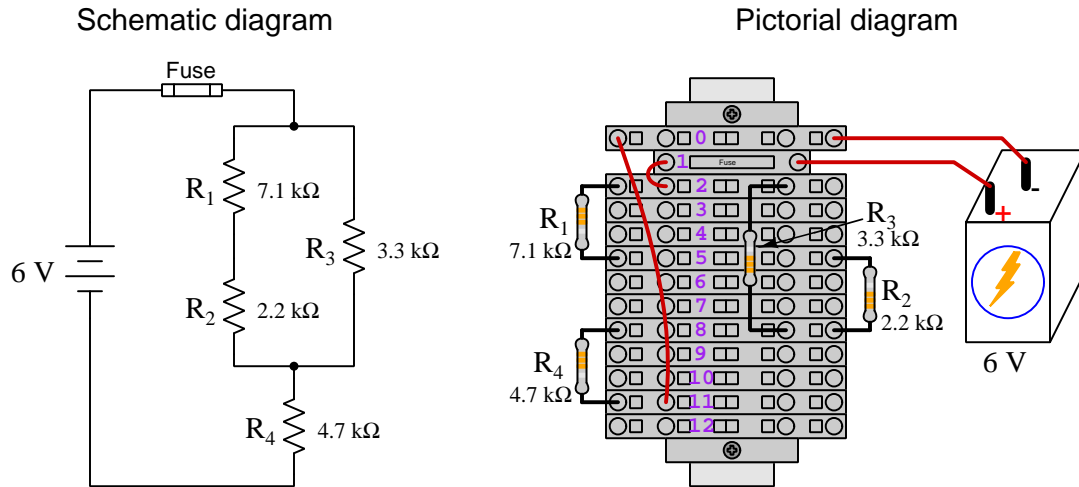 Schematic diagram
Fuse
R1
7.1 kΩ
R3
3.3 kΩ
6 V
R2
2.2 kΩ
R4
4.7 kΩ
Pictorial diagram
0
1
Fuse
2
3
4
5
6
7
8
9
10
11
12
R1
7.1 kΩ
R3
3.3 kΩ
R2
2.2 kΩ
R4
4.7 kΩ
-
+
6 V